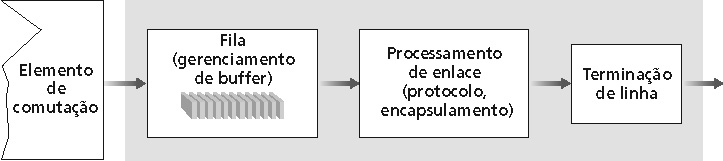 Elemento
de
comutação
Fila
(gerenciamento
de buffer)
Processamento
de enlace
(protocolo,
encapsulamento)
Terminação
de linha